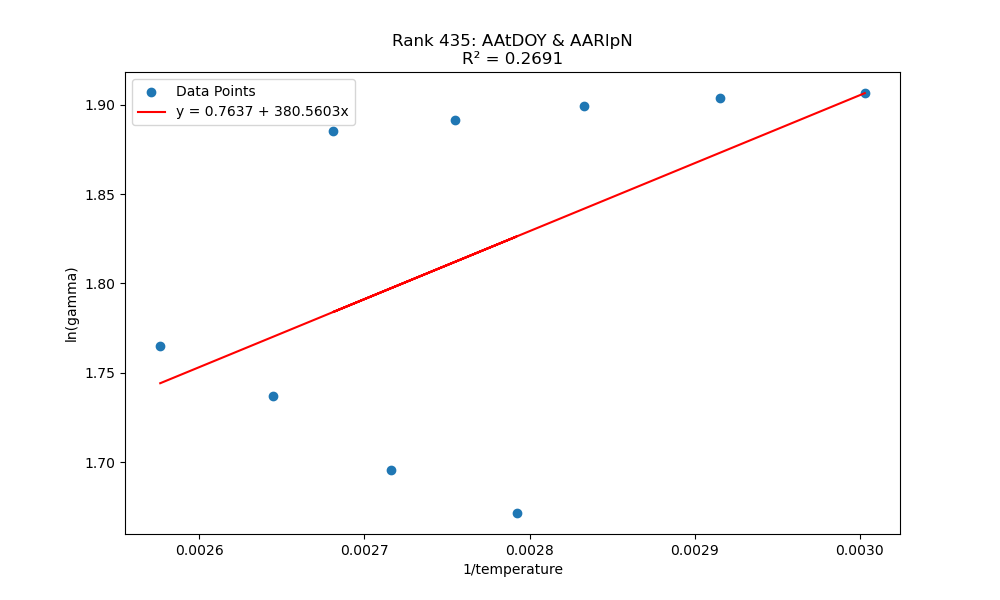 Rank 435: AAtDOY & AARlpN
R² = 0.2691
Data Points
y = 0.7637 + 380.5603x
1.90
1.85
1.80
1.75
1.70
ln(gamma)
0.0026
0.0027
0.0028
0.0029
0.0030
1/temperature